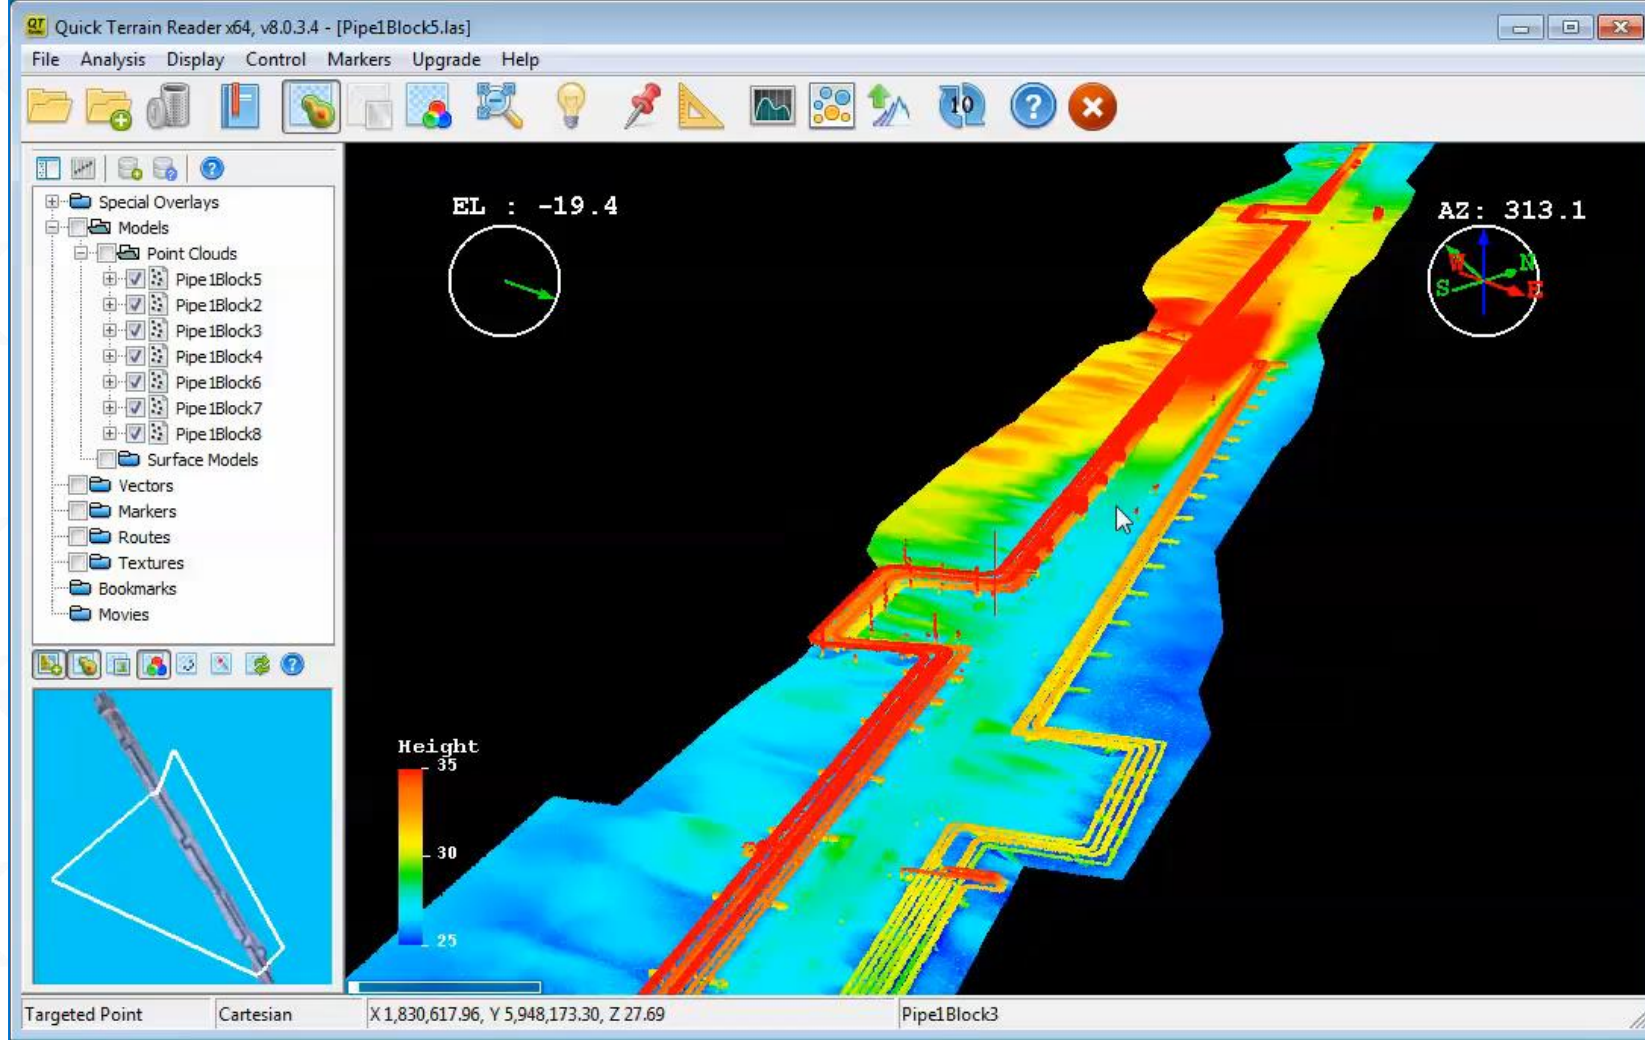 Quick Terrain Reader x64, v8.0.3.4 - [Pipe1Block5.las]
File Analysis Display Control Markers Upgrade Help
QT
10
Special Overlays
Models
Point Clouds
Pipe1Block5
Pipe1Block2
Pipe1Block3
Pipe1Block4
Pipe1Block6
Pipe1Block7
Pipe1Block8
Surface Models
Vectors
Markers
Routes
Textures
Bookmarks
Movies
EL : -19.4
AZ: 313.1
W N
S E
Height
35
30
25
Targeted Point Cartesian X 1,830,617.96, Y 5,948,173.30, Z 27.69 Pipe1Block3